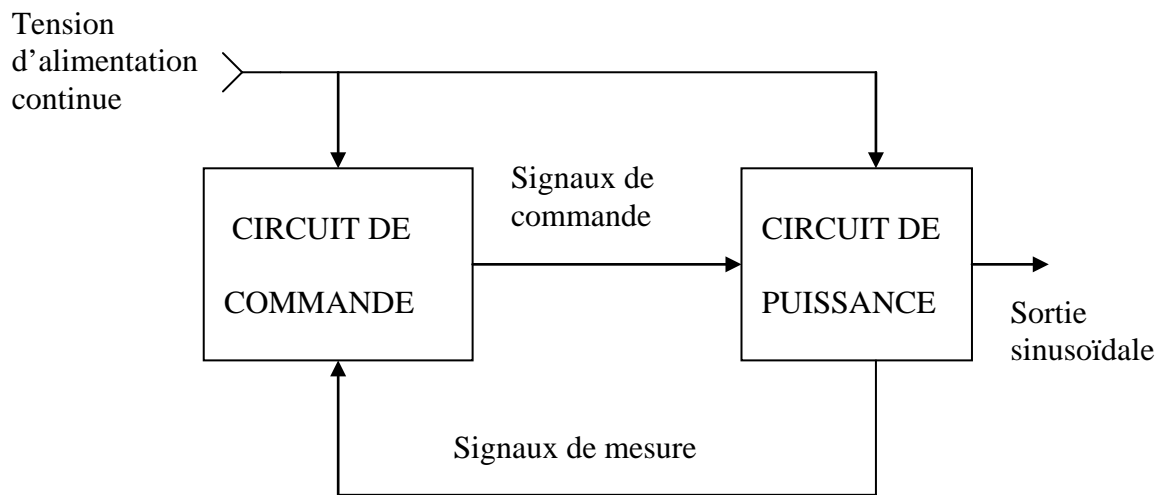 Tension
d’alimentation
continue
Signaux de
commande
CIRCUIT DE
COMMANDE
CIRCUIT DE
PUISSANCE
Sortie
sinusoïdale
Signaux de mesure